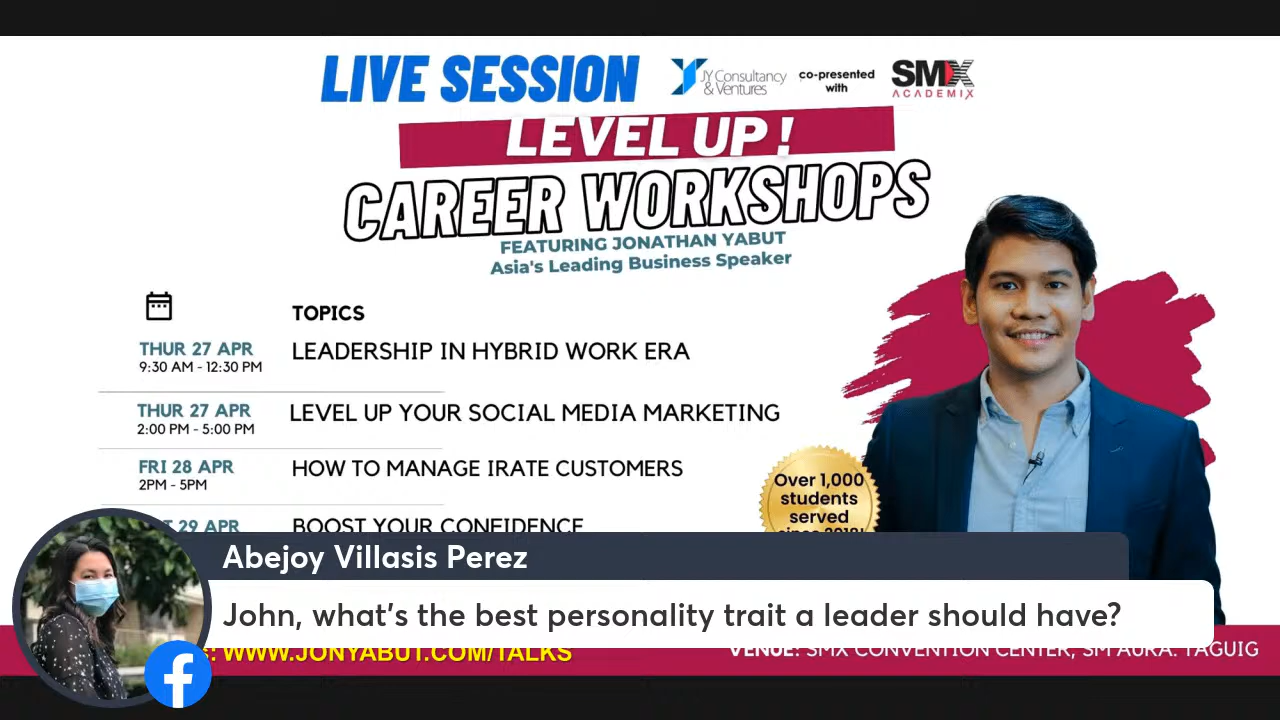 LIVE SESSION
JY Consultancy
& Ventures
co-presented
with
SMX
ACADEMIX
LEVEL UP !
CAREER WORKSHOPS
FEATURING JONATHAN YABUT
Asia's Leading Business Speaker
TOPICS
THUR 27 APR
9:30 AM - 12:30 PM
LEADERSHIP IN HYBRID WORK ERA
THUR 27 APR
2:00 PM - 5:00 PM
LEVEL UP YOUR SOCIAL MEDIA MARKETING
FRI 28 APR
2PM - 5PM
HOW TO MANAGE IRATE CUSTOMERS
29 APR
BOOST YOUR CONFIDENCE
Over 1,000
students
served
Abejoy Villasis Perez
John, what's the best personality trait a leader should have?
WWW.JONYABUT.COM/TALKS
VENUE: SMX CONVENTION CENTER, SM AURA. TAGUIG